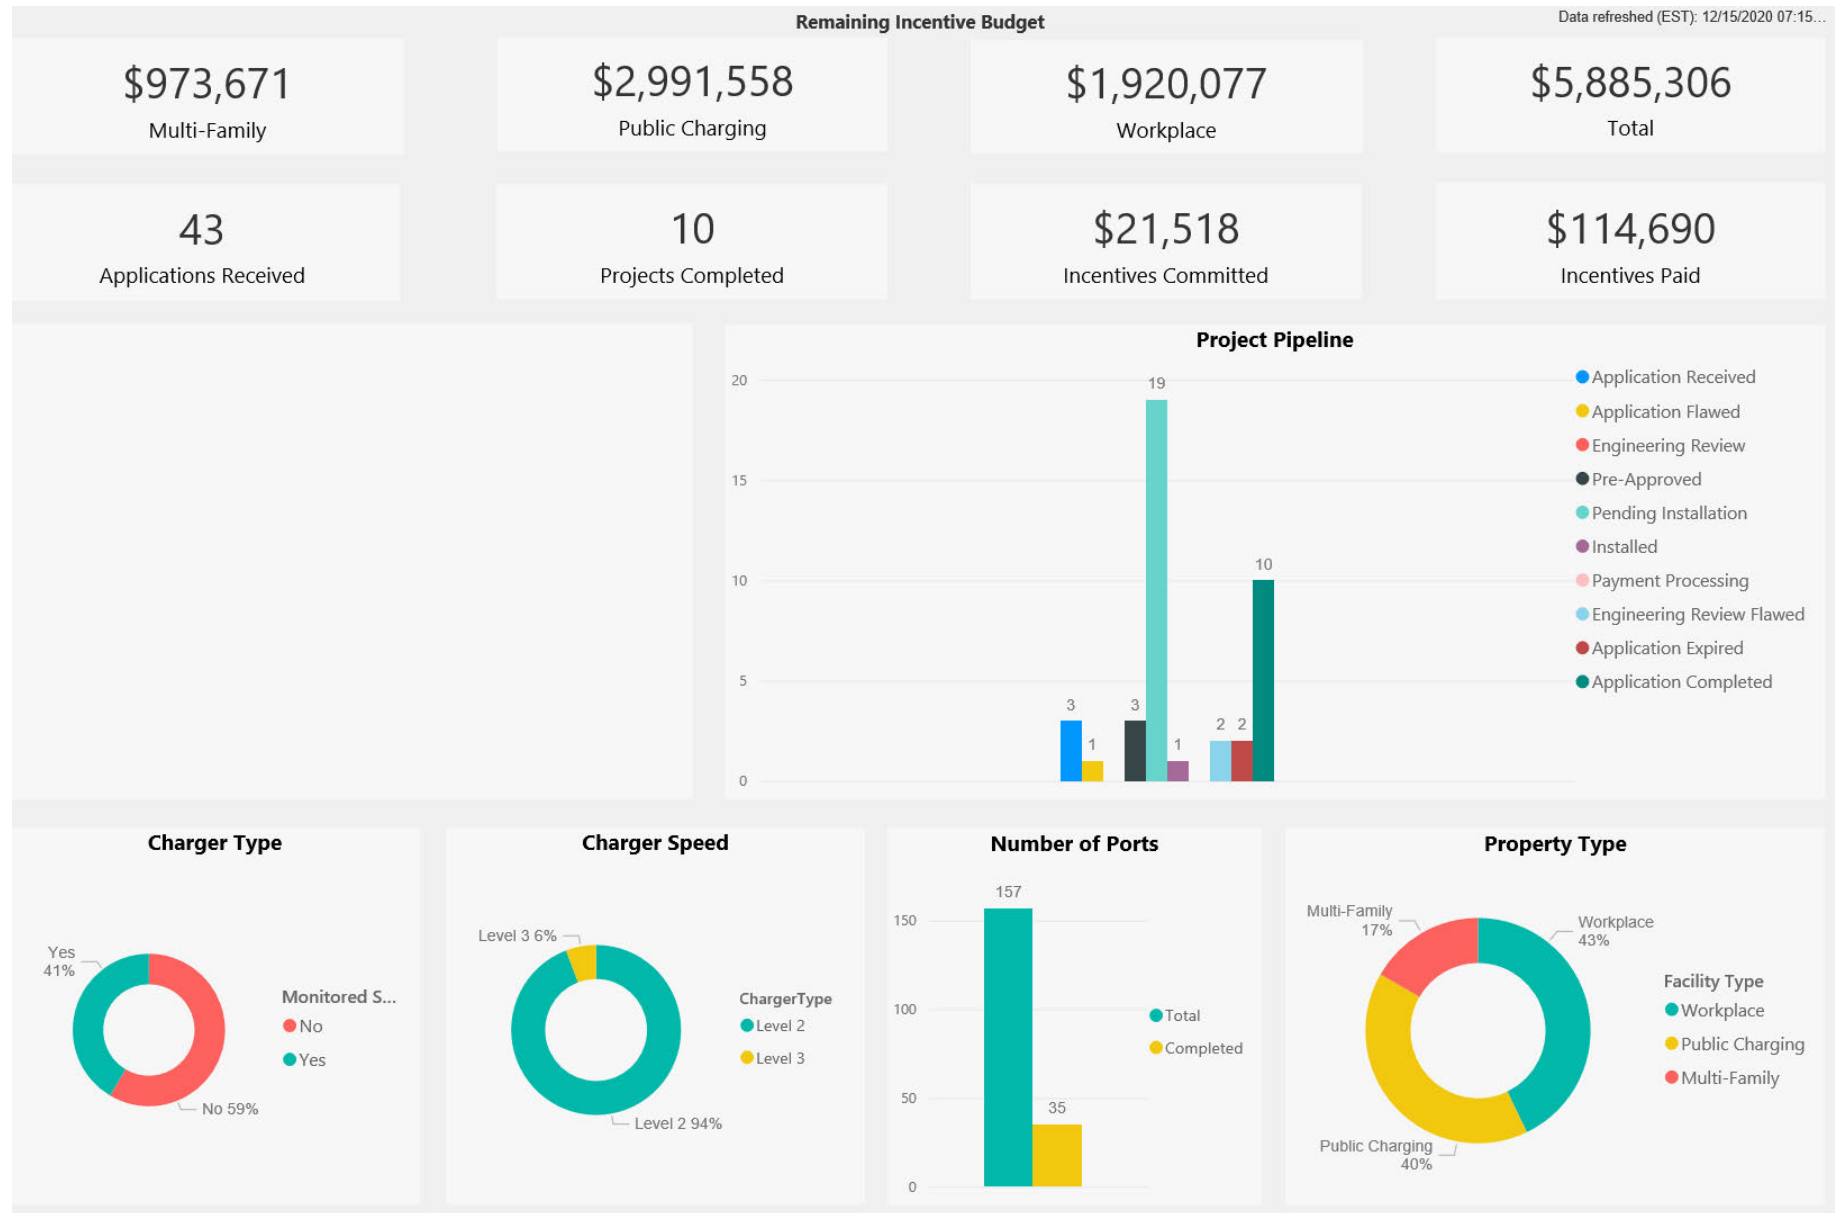 Remaining Incentive Budget
Data refreshed (EST): 12/15/2020 07:15...
$973,671
Multi-Family
$2,991,558
Public Charging
$1,920,077
Workplace
$5,885,306
Total
43
Applications Received
10
Projects Completed
$21,518
Incentives Committed
$114,690
Incentives Paid
Project Pipeline
20
15
10
5
0
3
1
3
19
1
2
2
10
Application Received
Application Flawed
Engineering Review
Pre-Approved
Pending Installation
Installed
Payment Processing
Engineering Review Flawed
Application Expired
Application Completed
Charger Type
Yes
41%
No 59%
Monitored S...
No
Yes
Charger Speed
Level 3 6%
Level 2 94%
ChargerType
Level 2
Level 3
Number of Ports
150
100
50
0
157
35
Total
Completed
Property Type
Multi-Family
17%
Workplace
43%
Public Charging
40%
Facility Type
Workplace
Public Charging
Multi-Family